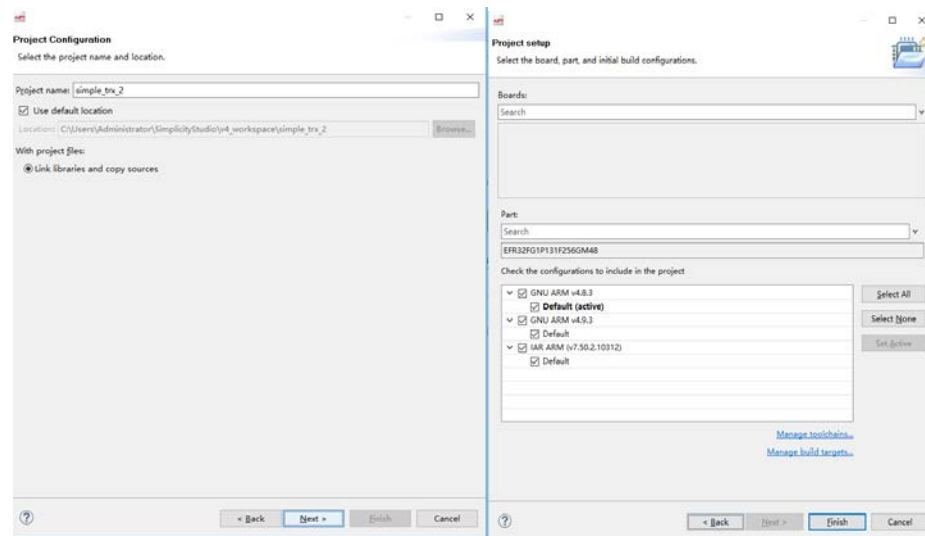 Project Configuration
Select the project name and location.
Project name: simple_trx_2
Use default location
Location: C:\Users\Administrator\SimplicityStudio\v4_workspace\simple_trx_2 Browse...
With project files:
Link libraries and copy sources
< Back Next > Finish Cancel
Project setup
Select the board, part, and initial build configurations.
Boards:
Search
Part:
Search
EFR32FG1P131F256GM48
Check the configurations to include in the project
GNU ARM v4.8.3
Default (active)
GNU ARM v4.9.3
Default
IAR ARM (v7.50.2.10312)
Default
Select All
Select None
Set Active
Manage toolchains...
Manage build targets...
< Back Next > Finish Cancel